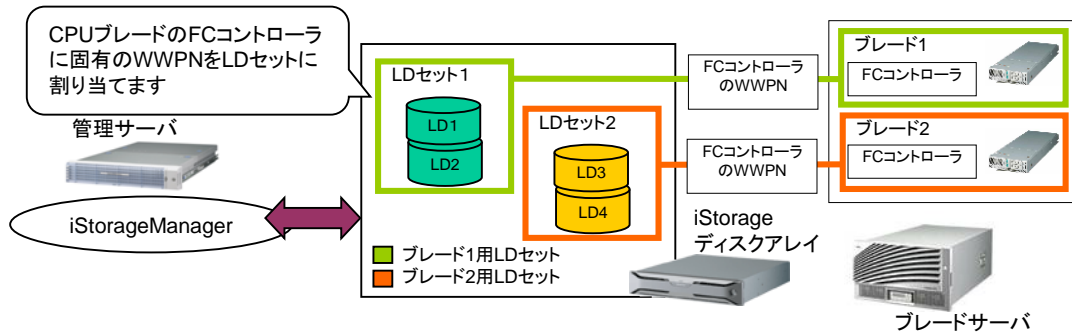 CPUブレードのFCコントローラ
に固有のWWPNをLDセットに
割り当てます
管理サーバ
iStorageManager
LDセット1
LD1
LD2
LDセット2
LD3
LD4
ブレード1用LDセット
ブレード2用LDセット
FCコントローラ
のWWPN
FCコントローラ
のWWPN
ブレード1
FCコントローラ
ブレード2
FCコントローラ
iStorage
ディスクアレイ
ブレードサーバ